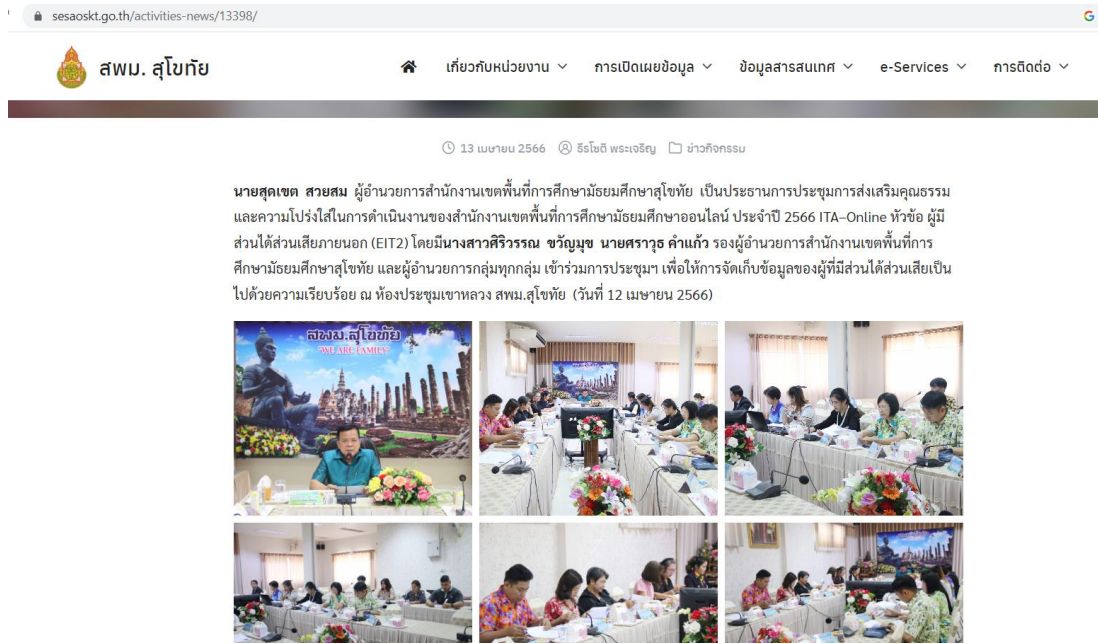 sesaoskt.go.th/activities-news/13398/
สพม. สุโขทัย
เกี่ยวกับหน่วยงาน
การเปิดเผยข้อมูล
ข้อมูลสารสนเทศ
e-Services
การติดต่อ
13 เมษายน 2566 ธีรโชติ พระเจริญ ข่าวกิจกรรม
นายสุดเขต สวยสม ผู้อำนวยการสำนักงานเขตพื้นที่การศึกษามัธยมศึกษาสุโขทัย เป็นประธานการประชุมการส่งเสริมคุณธรรม
และความโปร่งใสในการดำเนินงานของสำนักงานเขตพื้นที่การศึกษามัธยมศึกษาออนไลน์ ประจำปี 2566 ITA–Online หัวข้อ ผู้มี
ส่วนได้ส่วนเสียภายนอก (EIT2) โดยมีนางสาวศิริวรรณ ขวัญมุข นายศราวุธ คำแก้ว รองผู้อำนวยการสำนักงานเขตพื้นที่การ
ศึกษามัธยมศึกษาสุโขทัย และผู้อำนวยการกลุ่มทุกกลุ่ม เข้าร่วมการประชุมฯ เพื่อให้การจัดเก็บข้อมูลของผู้ที่มีส่วนได้ส่วนเสียเป็น
ไปด้วยความเรียบร้อย ณ ห้องประชุมเขาหลวง สพม.สุโขทัย (วันที่ 12 เมษายน 2566)
สพม.สุโขทัย
"WE ARE FAMILY"